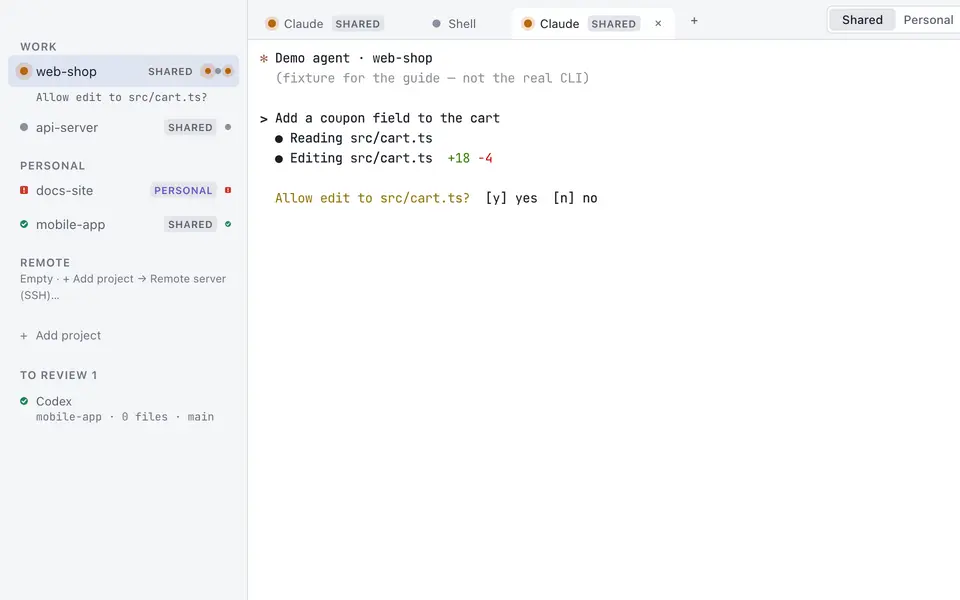 WORK
web-shop SHARED
Allow edit to src/cart.ts?
api-server SHARED
PERSONAL
docs-site PERSONAL
mobile-app SHARED
REMOTE
Empty · + Add project → Remote server
(SSH)…
+ Add project
TO REVIEW 1
Codex
mobile-app · 0 files · main
Claude SHARED Shell Claude SHARED × + Shared Personal
* Demo agent · web-shop
(fixture for the guide — not the real CLI)
> Add a coupon field to the cart
● Reading src/cart.ts
● Editing src/cart.ts +18 -4
Allow edit to src/cart.ts? [y] yes [n] no